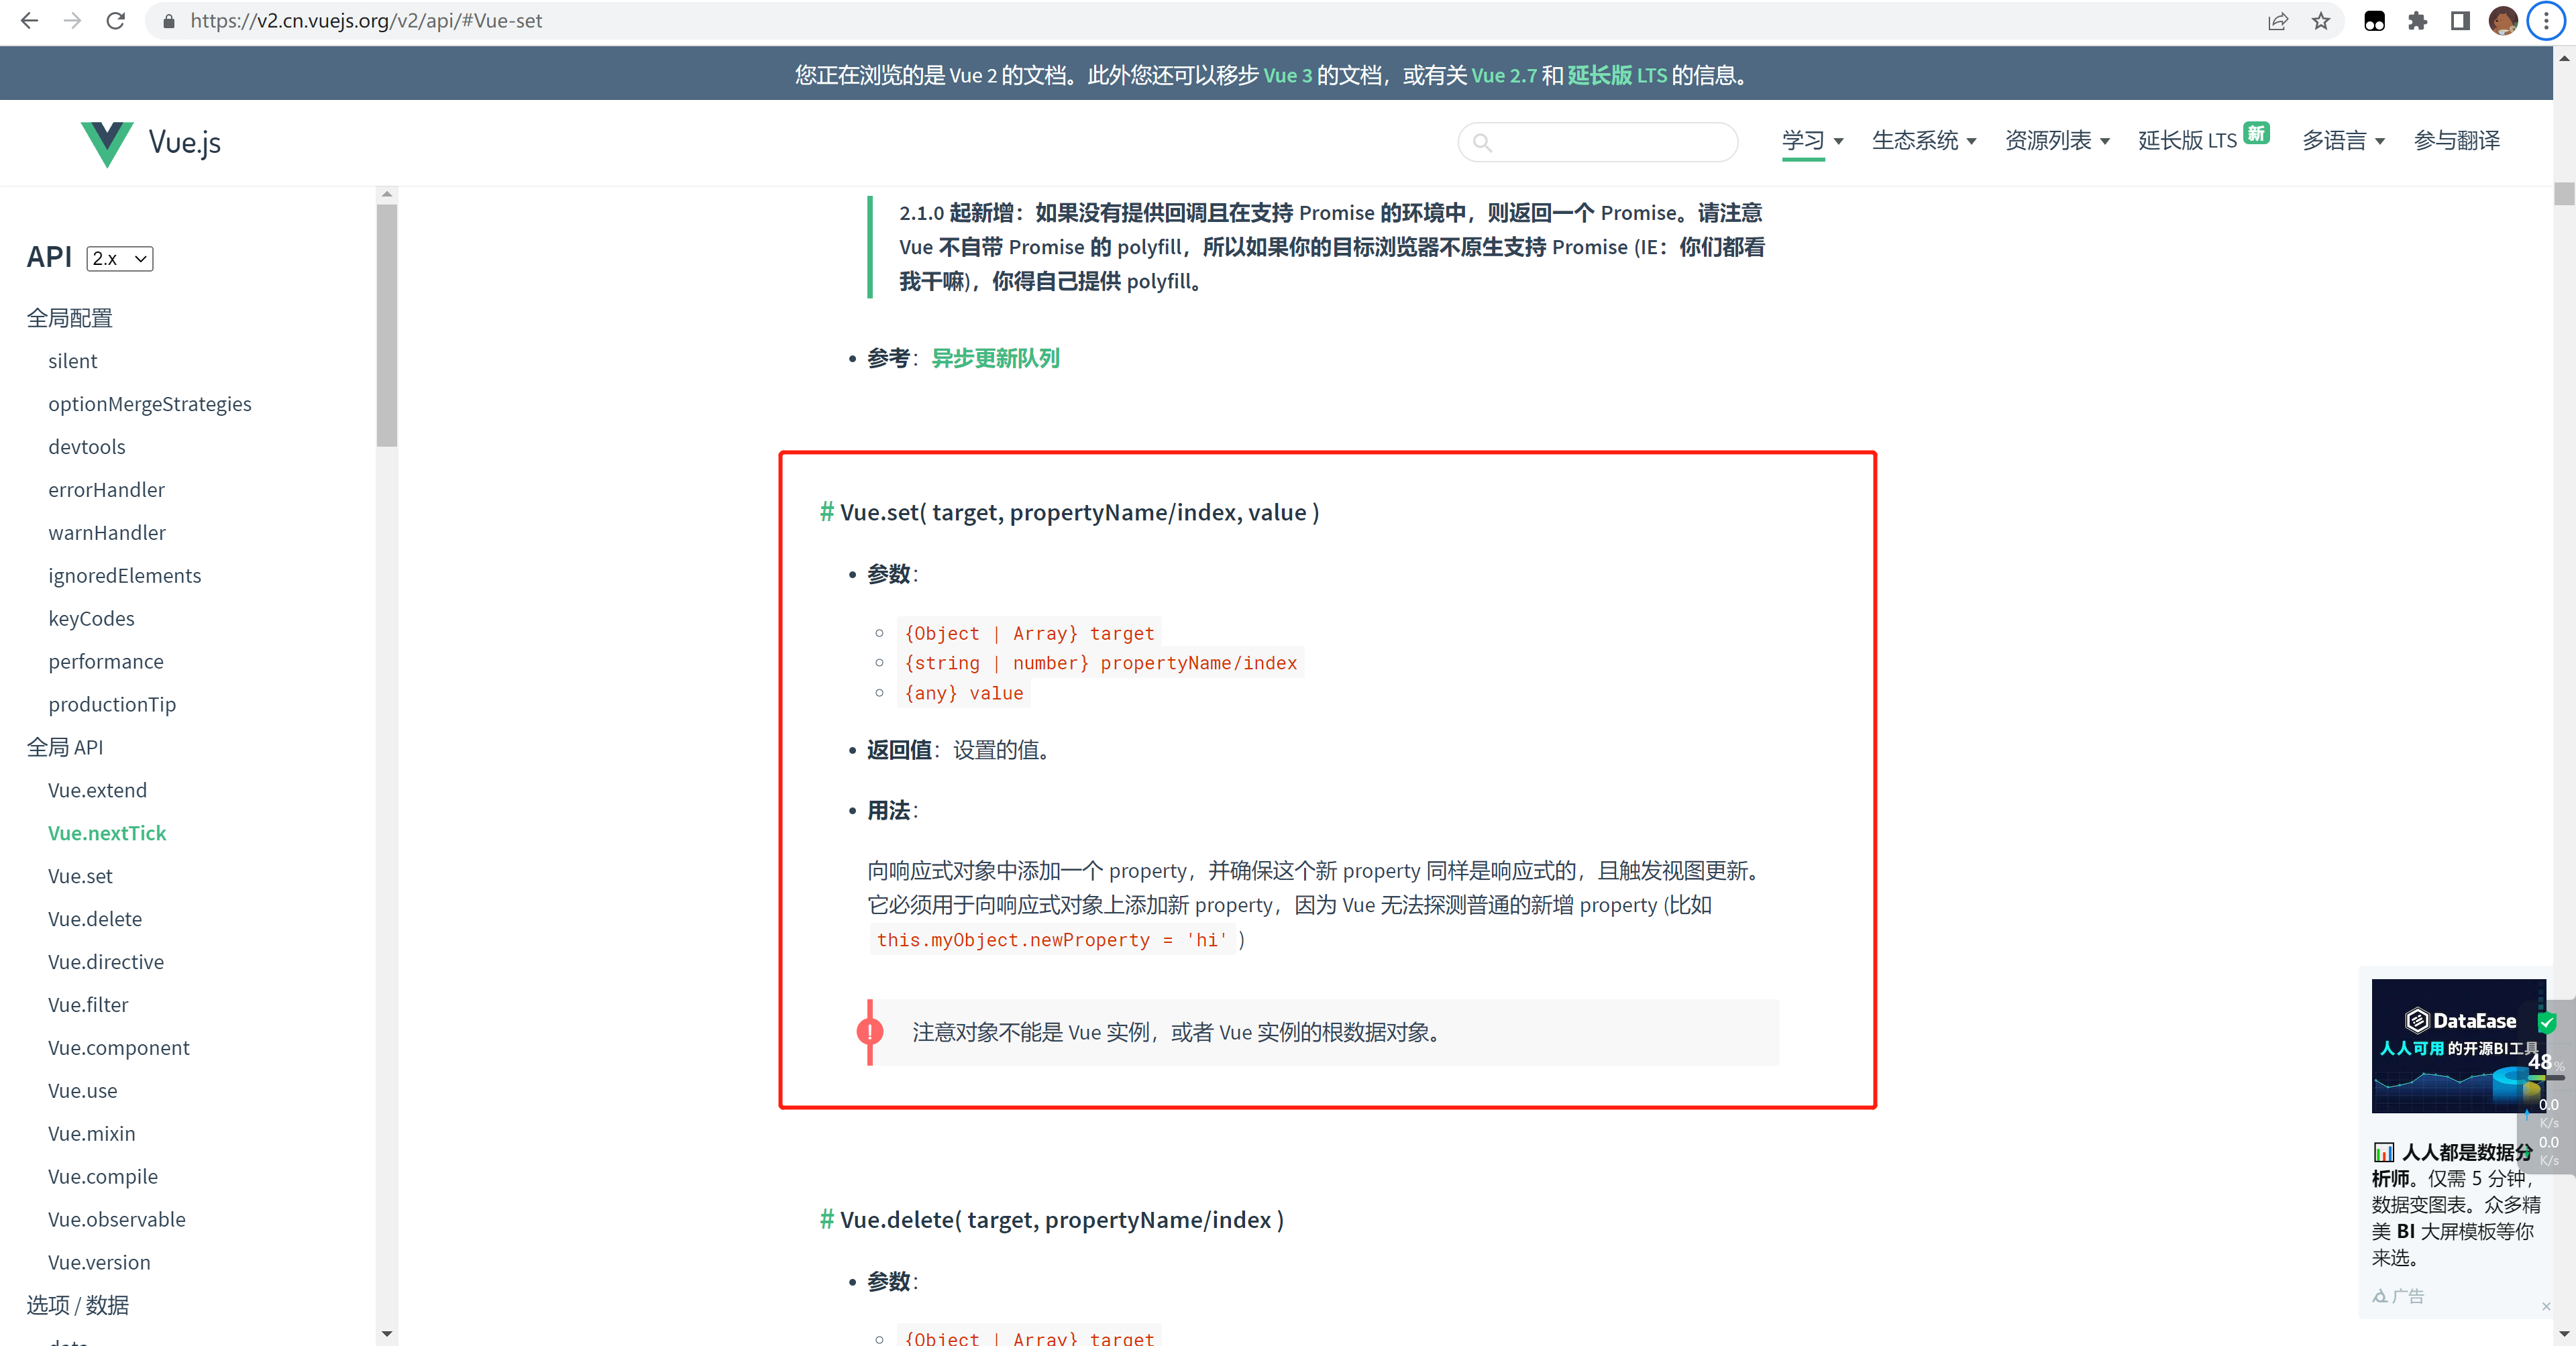 https://v2.cn.vuejs.org/v2/api/#Vue-set
您正在浏览的是 Vue 2 的文档。此外您还可以移步 Vue 3 的文档，或有关 Vue 2.7 和 延长版 LTS 的信息。
Vue.js
学习
生态系统
资源列表
延长版 LTS 新
多语言
参与翻译
API 2.x
全局配置
silent
optionMergeStrategies
devtools
errorHandler
warnHandler
ignoredElements
keyCodes
performance
productionTip
全局 API
Vue.extend
Vue.nextTick
Vue.set
Vue.delete
Vue.directive
Vue.filter
Vue.component
Vue.use
Vue.mixin
Vue.compile
Vue.observable
Vue.version
选项 / 数据
2.1.0 起新增：如果没有提供回调且在支持 Promise 的环境中，则返回一个 Promise。请注意
Vue 不自带 Promise 的 polyfill，所以如果你的目标浏览器不原生支持 Promise (IE：你们都看
我干嘛)，你得自己提供 polyfill。
参考：异步更新队列
# Vue.set( target, propertyName/index, value )
参数：
{Object | Array} target
{string | number} propertyName/index
{any} value
返回值：设置的值。
用法：
向响应式对象中添加一个 property，并确保这个新 property 同样是响应式的，且触发视图更新。
它必须用于向响应式对象上添加新 property，因为 Vue 无法探测普通的新增 property (比如
this.myObject.newProperty = 'hi' )
注意对象不能是 Vue 实例，或者 Vue 实例的根数据对象。
# Vue.delete( target, propertyName/index )
参数：
{Object | Array} target
DataEase
人人可用 的开源BI工具
48%
0.0
K/s
0.0
K/s
人人都是数据分
析师。仅需 5 分钟，
数据变图表。众多精
美 BI 大屏模板等你
来选。
广告